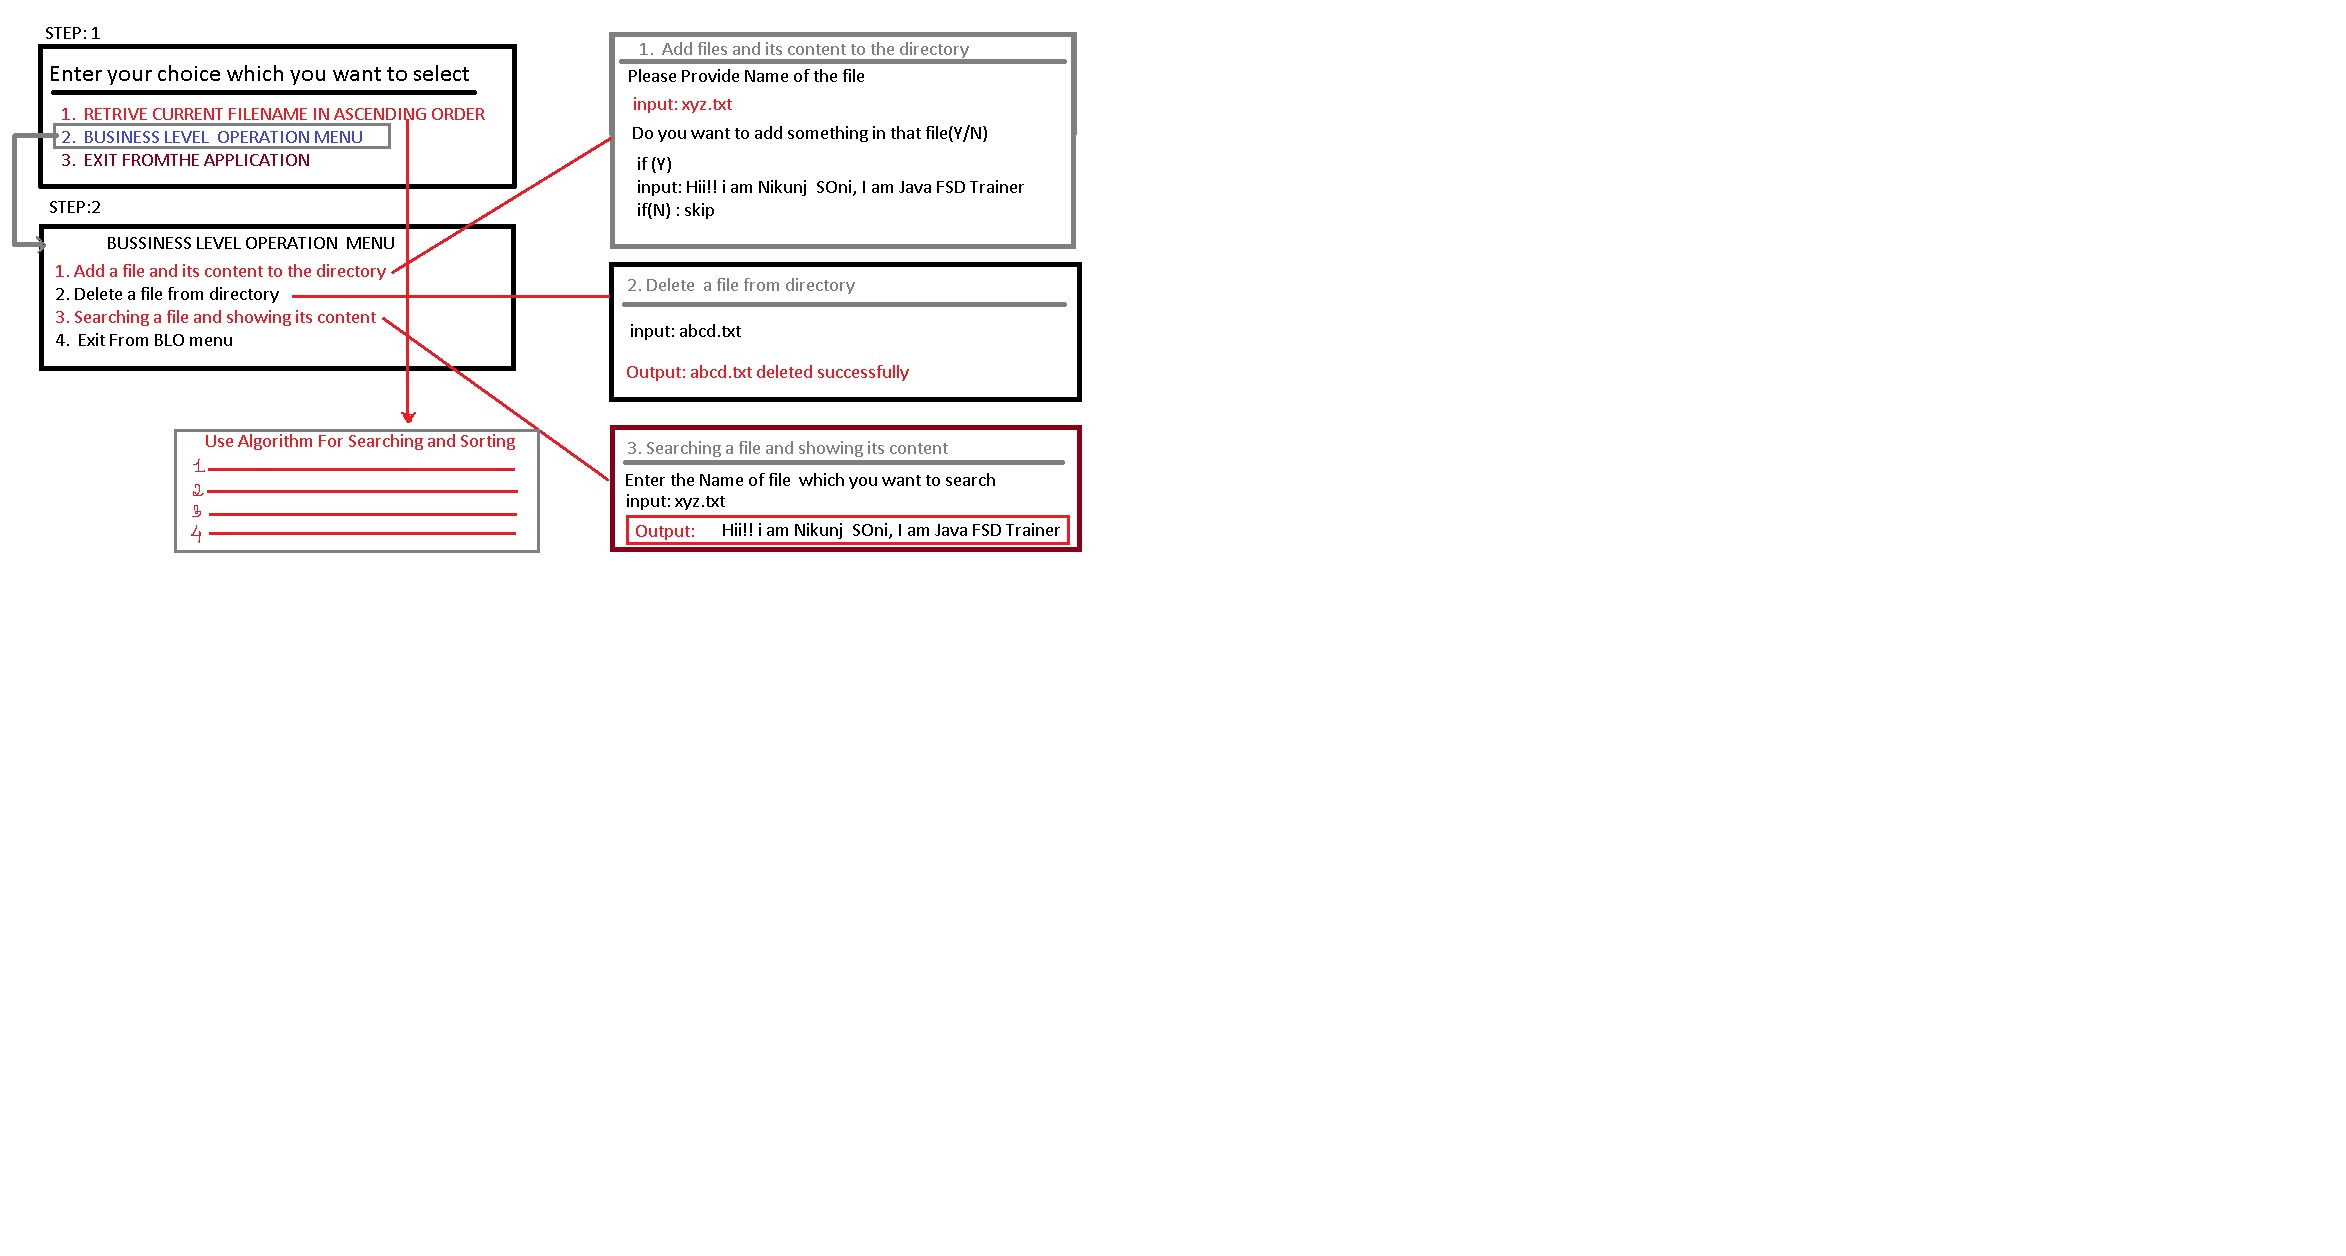 STEP: 1
Enter your choice which you want to select
1. RETRIVE CURRENT FILENAME IN ASCENDING ORDER
2. BUSINESS LEVEL OPERATION MENU
3. EXIT FROMTHE APPLICATION
STEP:2
BUSSINESS LEVEL OPERATION MENU
1. Add a file and its content to the directory
2. Delete a file from directory
3. Searching a file and showing its content
4. Exit From BLO menu
Use Algorithm For Searching and Sorting
1
2
3
4
1. Add files and its content to the directory
Please Provide Name of the file
input: xyz.txt
Do you want to add something in that file(Y/N)
if (Y)
input: Hii!! i am Nikunj SOni, I am Java FSD Trainer
if(N) : skip
2. Delete a file from directory
input: abcd.txt
Output: abcd.txt deleted successfully
3. Searching a file and showing its content
Enter the Name of file which you want to search
input: xyz.txt
Output: Hii!! i am Nikunj SOni, I am Java FSD Trainer